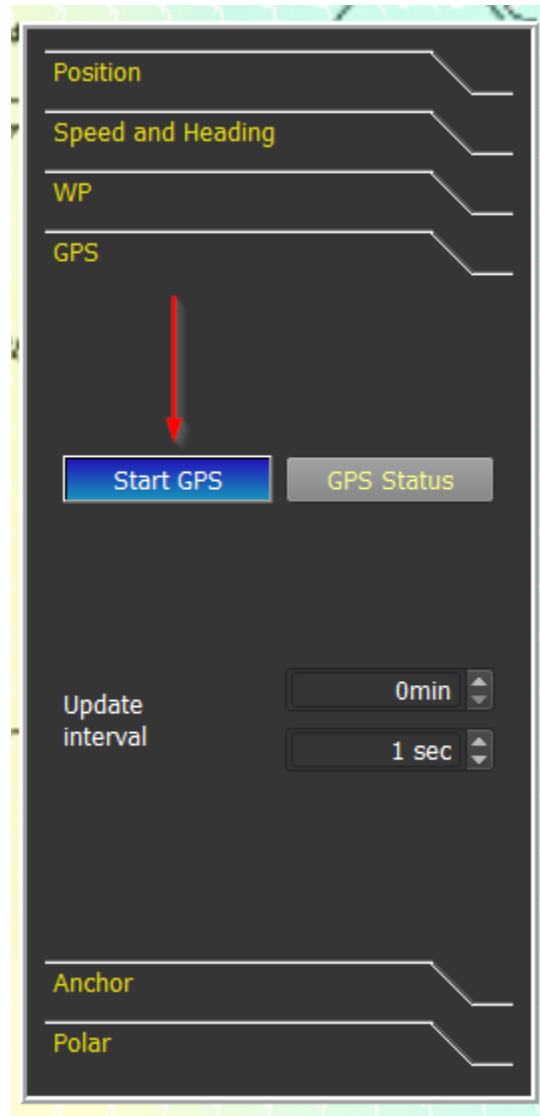 Position
Speed and Heading
WP
GPS
Start GPS GPS Status
Update
interval
0min
1 sec
Anchor
Polar